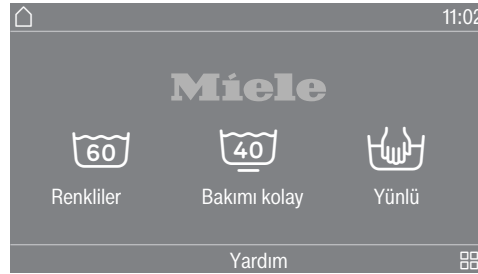 11:02
Miele
60
40
Renkliler
Bakımı kolay
Yünlü
Yardım